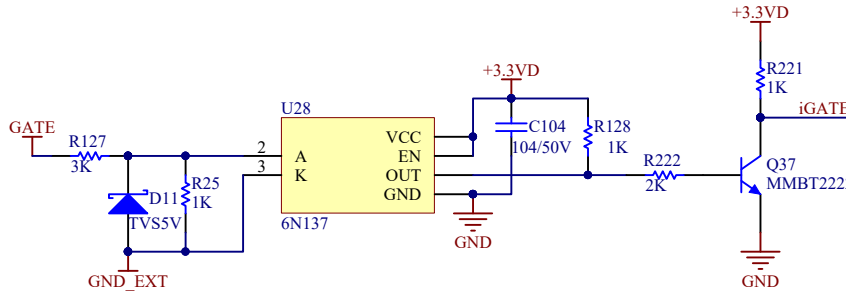 +3.3VD
R221
1K
iGATE
+3.3VD
U28
GATE
R127
3K
2
3
A
K
VCC
EN
OUT
GND
C104
104/50V
R128
1K
R222
2K
Q37
MMBT222
D11
TVS5V
R25
1K
6N137
GND
GND
GND_EXT